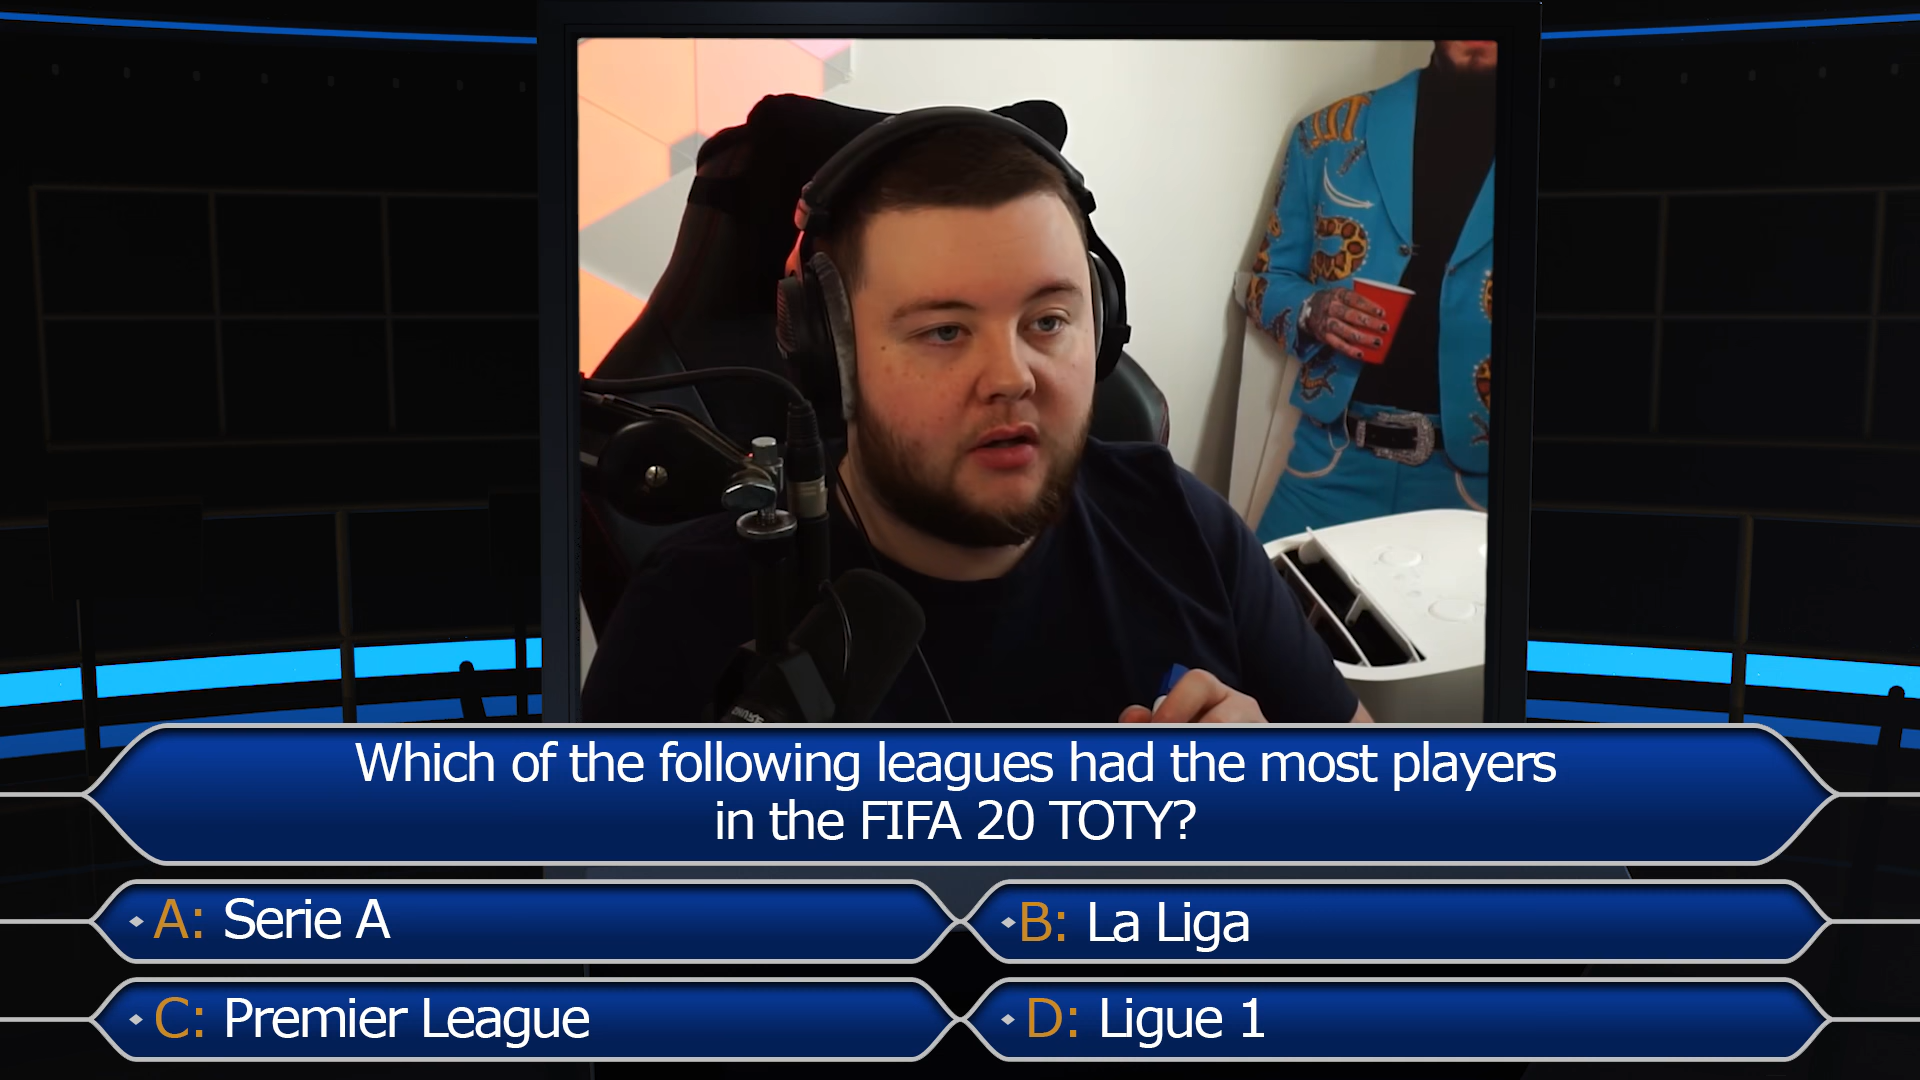 Which of the following leagues had the most players
in the FIFA 20 TOTY?
A: Serie A
B: La Liga
C: Premier League
D: Ligue 1